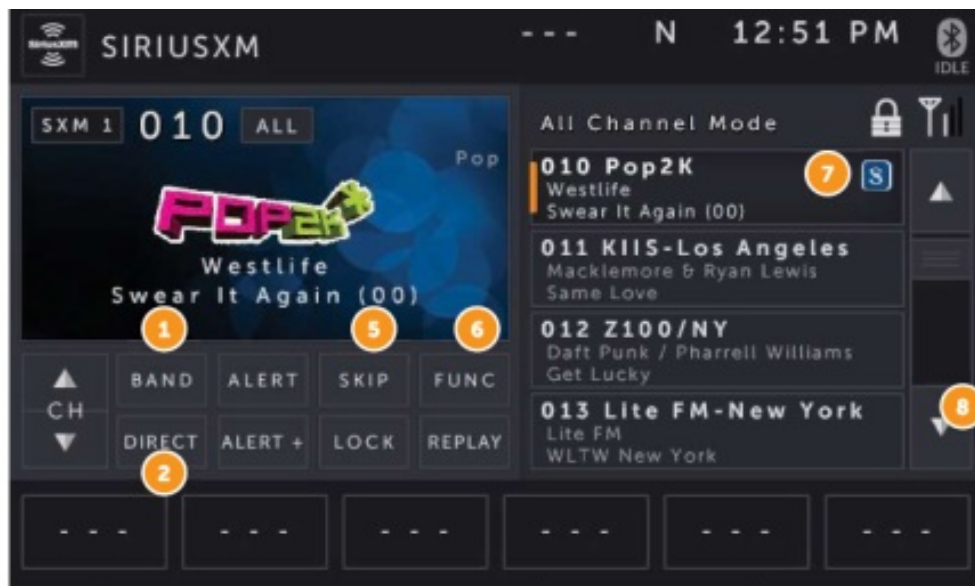 SIRIUSXM
SIRIUSXM
- - - N 12:51 PM
IDLE
SXM 1 010 ALL
Pop
POP2K
Westlife
Swear It Again (00)
1 5 6
BAND ALERT SKIP FUNC
CH
DIRECT ALERT + LOCK REPLAY
2
All Channel Mode
010 Pop2K
7
S
Westlife
Swear It Again (00)
011 KIIS-Los Angeles
Macklemore & Ryan Lewis
Same Love
012 Z100/NY
Daft Punk / Pharrell Williams
Get Lucky
013 Lite FM-New York
8
Lite FM
WLTW New York
- - - - - - - - - - - - - - - - - -